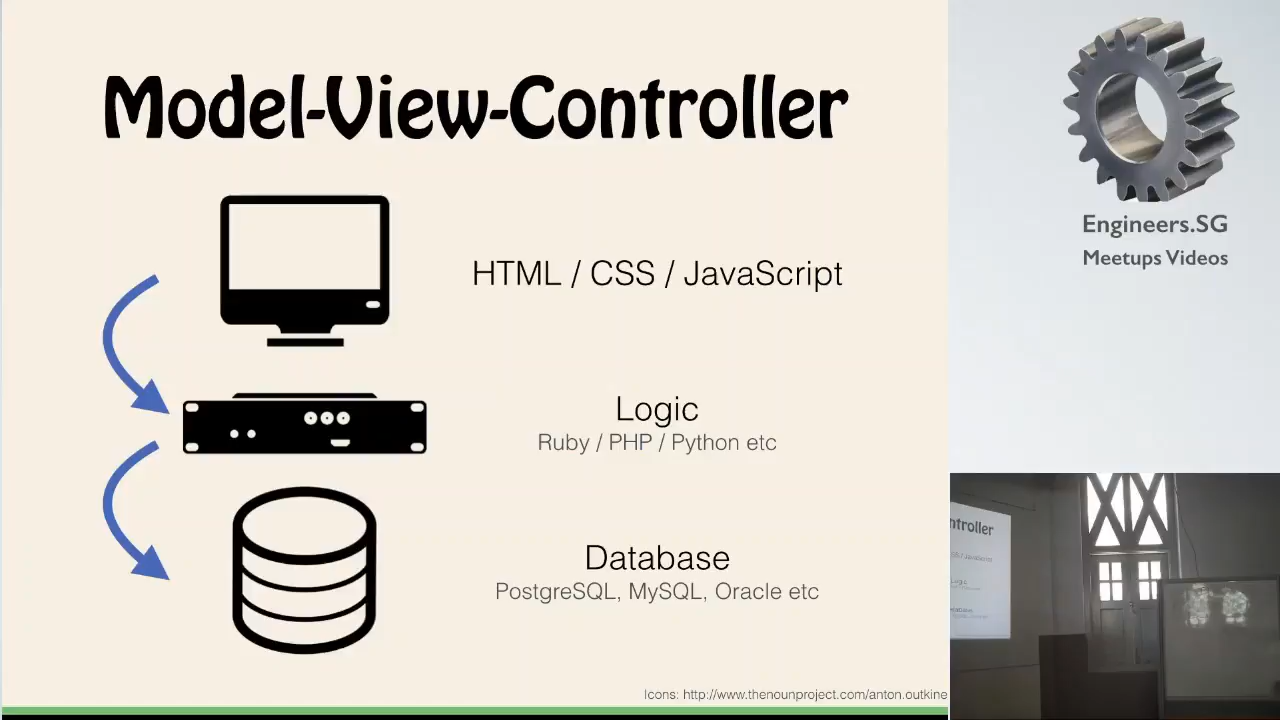 Model-View-Controller
HTML / CSS / JavaScript
Logic
Ruby / PHP / Python etc
Database
PostgreSQL, MySQL, Oracle etc
Icons: http://www.thenounproject.com/anton.outkine
Engineers.SG
Meetups Videos
ntroller